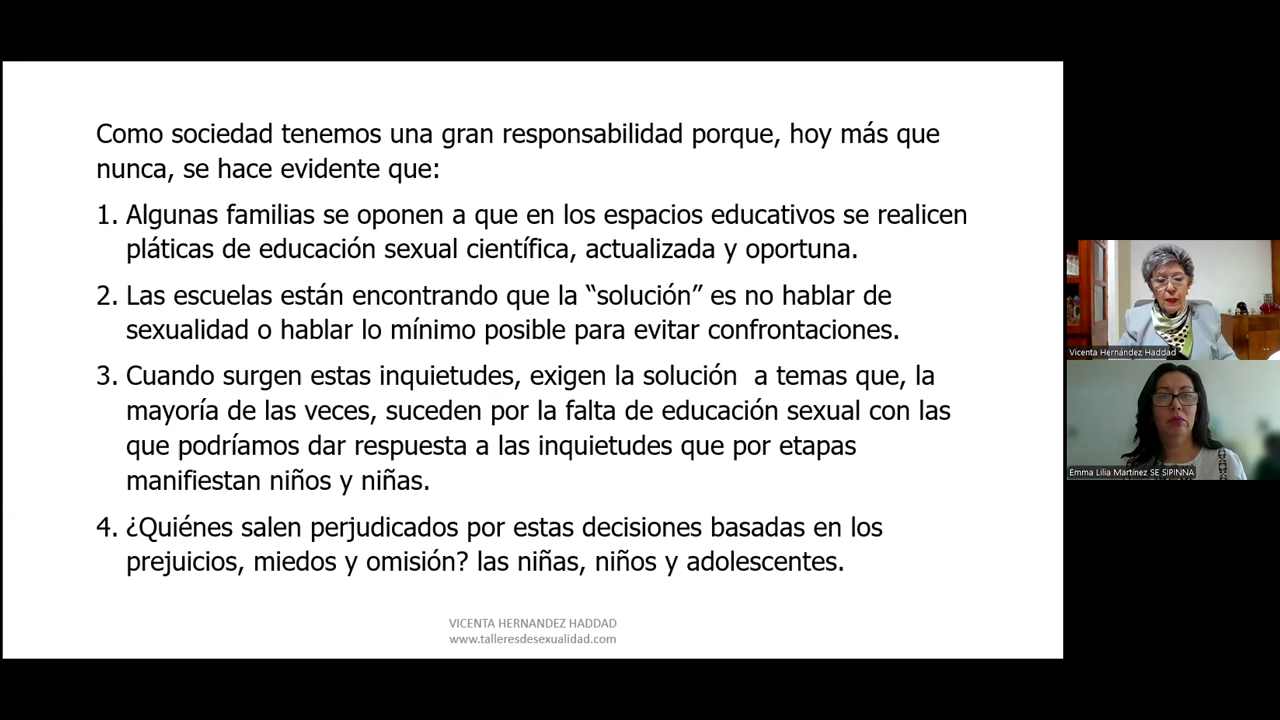 Como sociedad tenemos una gran responsabilidad porque, hoy más que
nunca, se hace evidente que:
1. Algunas familias se oponen a que en los espacios educativos se realicen
pláticas de educación sexual científica, actualizada y oportuna.
2. Las escuelas están encontrando que la “solución” es no hablar de
sexualidad o hablar lo mínimo posible para evitar confrontaciones.
3. Cuando surgen estas inquietudes, exigen la solución  a temas que, la
mayoría de las veces, suceden por la falta de educación sexual con las
que podríamos dar respuesta a las inquietudes que por etapas
manifiestan niños y niñas.
4. ¿Quiénes salen perjudicados por estas decisiones basadas en los
prejuicios, miedos y omisión? las niñas, niños y adolescentes.
VICENTA HERNANDEZ HADDAD
www.talleresdesexualidad.com
Vicenta Hernández Haddad
Emma Lilia Martínez SE SIPINNA